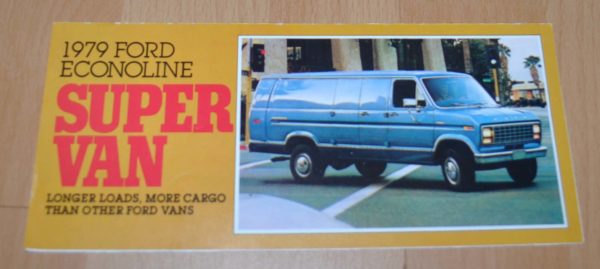 1979 FORD
ECONOLINE
SUPER
VAN
LONGER LOADS, MORE CARGO
THAN OTHER FORD VANS